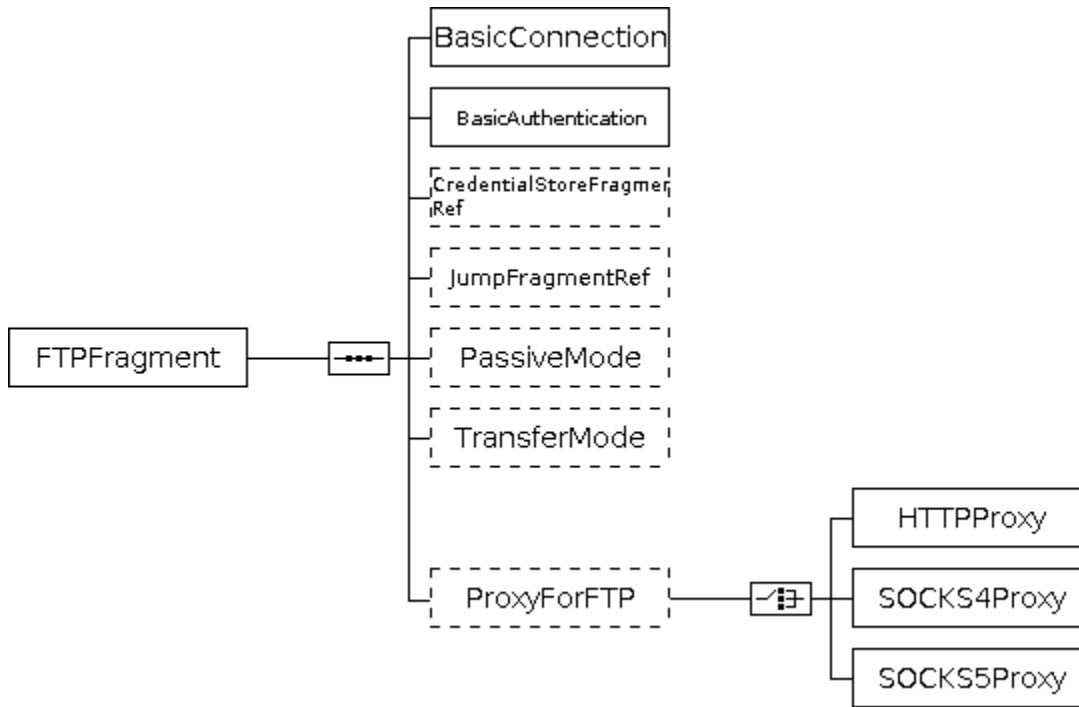 BasicConnection
BasicAuthentication
CredentialStoreFragmer
Ref
JumpFragmentRef
FTPFragment
PassiveMode
TransferMode
HTTPProxy
ProxyForFTP
SOCKS4Proxy
SOCKS5Proxy